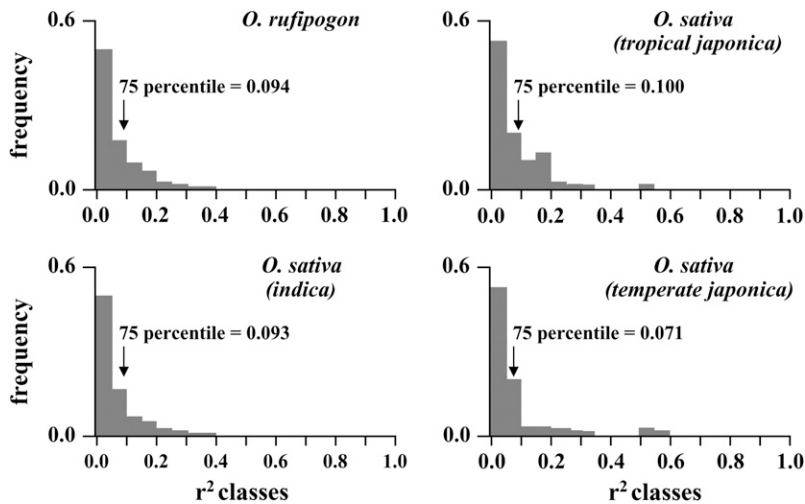 0.6
O. rufipogon
75 percentile = 0.094
frequency
0.0
0.0 0.2 0.4 0.6 0.8 1.0
0.6
O. sativa
(tropical japonica)
75 percentile = 0.100
0.0
0.0 0.2 0.4 0.6 0.8 1.0
0.6
O. sativa
(indica)
75 percentile = 0.093
frequency
0.0
0.0 0.2 0.4 0.6 0.8 1.0
r² classes
0.6
O. sativa
(temperate japonica)
75 percentile = 0.071
0.0
0.0 0.2 0.4 0.6 0.8 1.0
r² classes